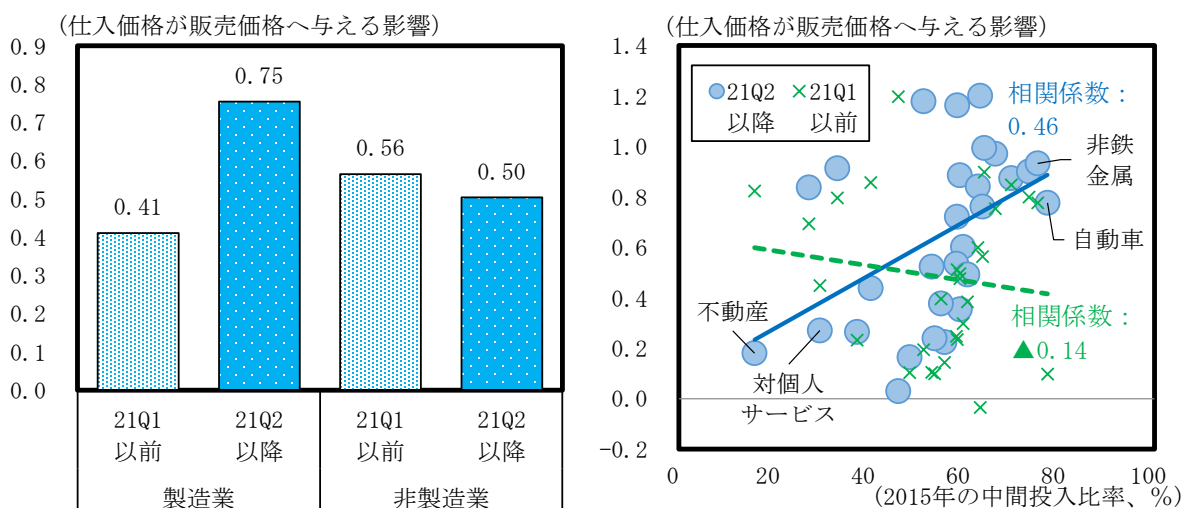 (仕入価格が販売価格へ与える影響)
0.9
0.8
0.7
0.6
0.5
0.4
0.3
0.2
0.1
0.0
0.41
0.75
0.56
0.50
21Q1
以前
21Q2
以降
21Q1
以前
21Q2
以降
製造業
非製造業
(仕入価格が販売価格へ与える影響)
1.4
1.2
1.0
0.8
0.6
0.4
0.2
0.0
-0.2
21Q2
以降
21Q1
以前
相関係数：
0.46
非鉄
金属
自動車
不動産
対個人
サービス
相関係数：
▲0.14
0
20
40
60
80
100
(2015年の中間投入比率、%)